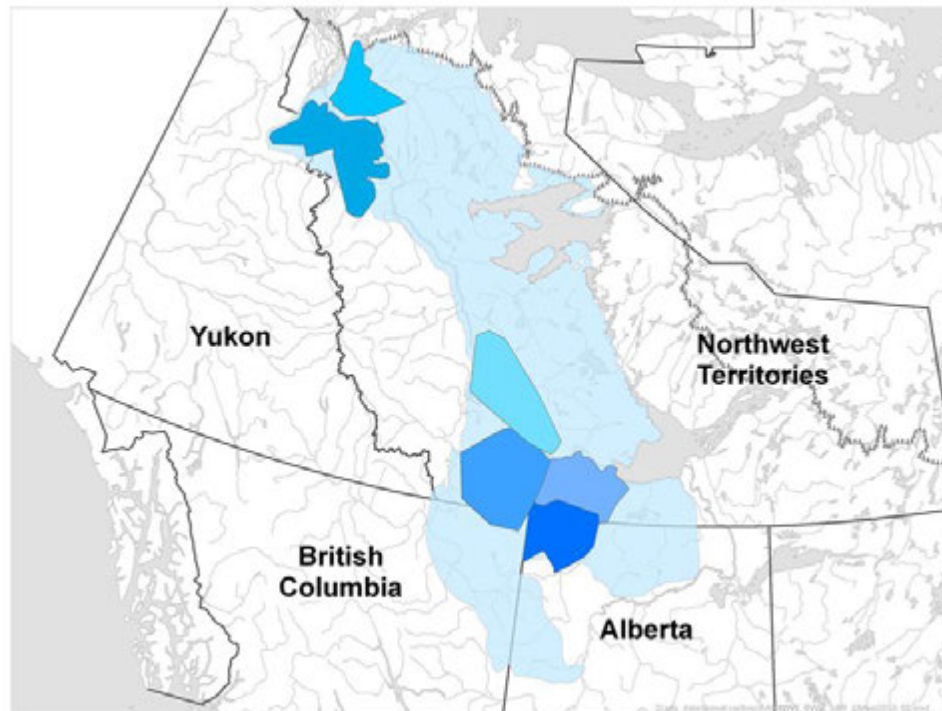 Yukon
Northwest
Territories
British
Columbia
Alberta